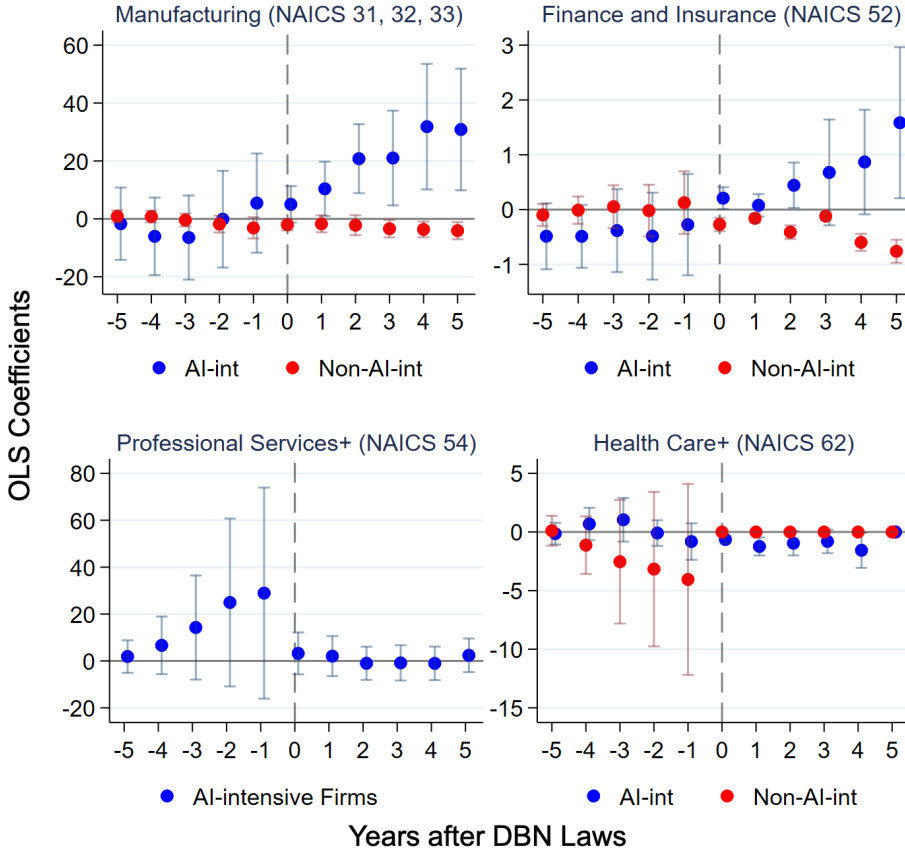 Manufacturing (NAICS 31, 32, 33)
60
40
20
0
-20
-5 -4 -3 -2 -1 0 1 2 3 4 5
AI-int Non-AI-int
Finance and Insurance (NAICS 52)
3
2
1
0
-1
-5 -4 -3 -2 -1 0 1 2 3 4 5
AI-int Non-AI-int
OLS Coefficients
Professional Services+ (NAICS 54)
80
60
40
20
0
-20
-5 -4 -3 -2 -1 0 1 2 3 4 5
AI-intensive Firms
Health Care+ (NAICS 62)
5
0
-5
-10
-15
-5 -4 -3 -2 -1 0 1 2 3 4 5
AI-int Non-AI-int
Years after DBN Laws